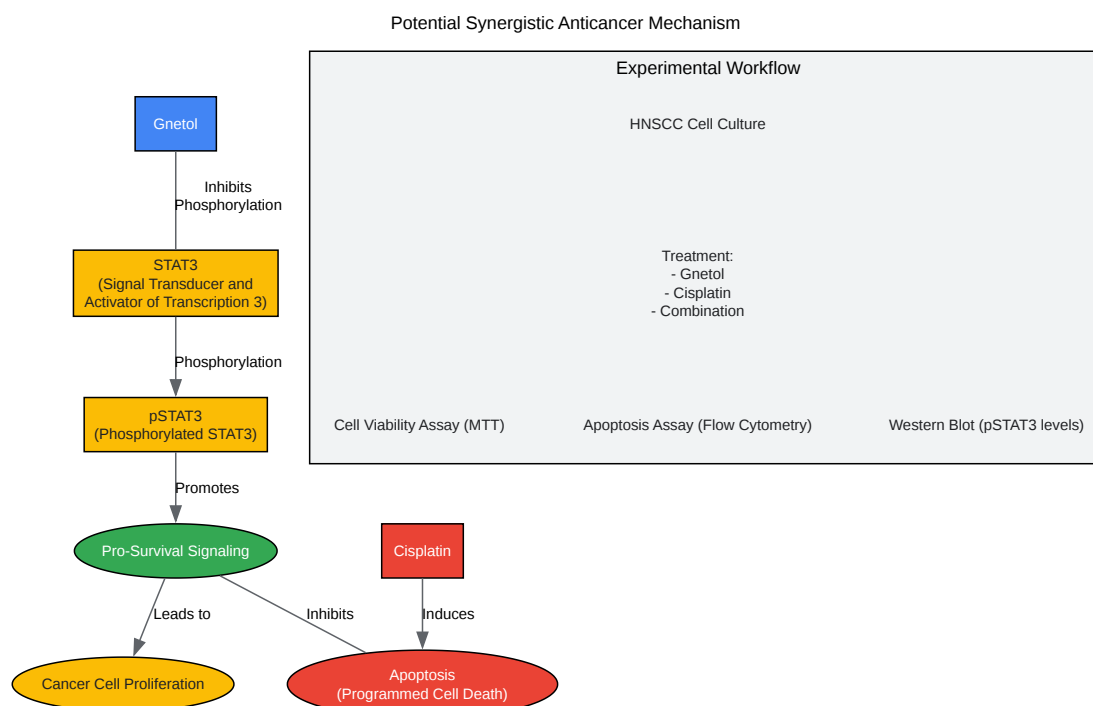 Potential Synergistic Anticancer Mechanism
Experimental Workflow
HNSCC Cell Culture
Treatment:
- Gnetol
- Cisplatin
- Combination
Cell Viability Assay (MTT)
Apoptosis Assay (Flow Cytometry)
Western Blot (pSTAT3 levels)
Gnetol
Inhibits
Phosphorylation
STAT3
(Signal Transducer and
Activator of Transcription 3)
Phosphorylation
pSTAT3
(Phosphorylated STAT3)
Promotes
Pro-Survival Signaling
Cisplatin
Leads to
Inhibits
Induces
Cancer Cell Proliferation
Apoptosis
(Programmed Cell Death)